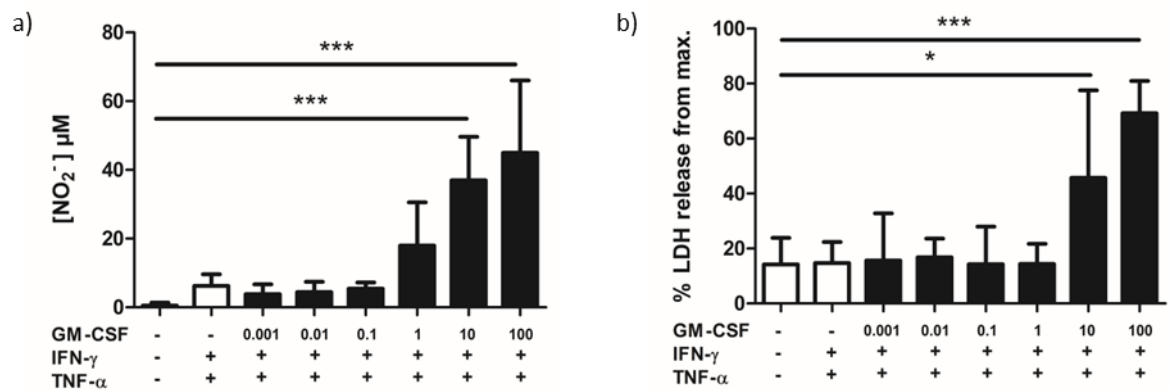 a)
80
60
40
20
0
[NO₂⁻] µM
***
***
GM-CSF - - 0.001 0.01 0.1 1 10 100
IFN-γ - + + + + + + +
TNF-α - + + + + + + +
b)
100
80
60
40
20
0
% LDH release from max.
***
*
GM-CSF - - 0.001 0.01 0.1 1 10 100
IFN-γ - + + + + + + +
TNF-α - + + + + + + +